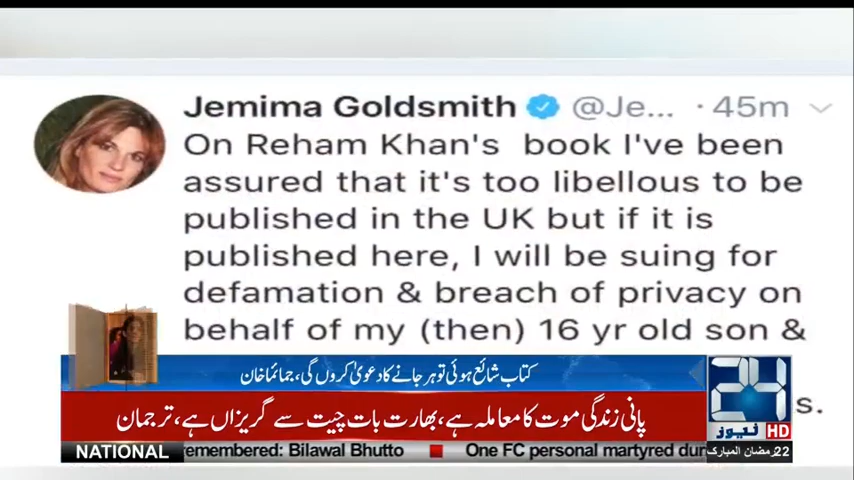 Jemima Goldsmith @Je... · 45m
On Reham Khan's book I've been
assured that it's too libellous to be
published in the UK but if it is
published here, I will be suing for
defamation & breach of privacy on
behalf of my (then) 16 yr old son &
s.
کتاب شائع ہوئی تو ہرجانے کا دعویٰ کروں گی، جمائما خان
پانی زندگی موت کا معاملہ ہے، بھارت بات چیت سے گریزاں ہے، ترجمان
24
نیوز HD
NATIONAL emembered: Bilawal Bhutto One FC personal martyred dur
22 رمضان المبارک